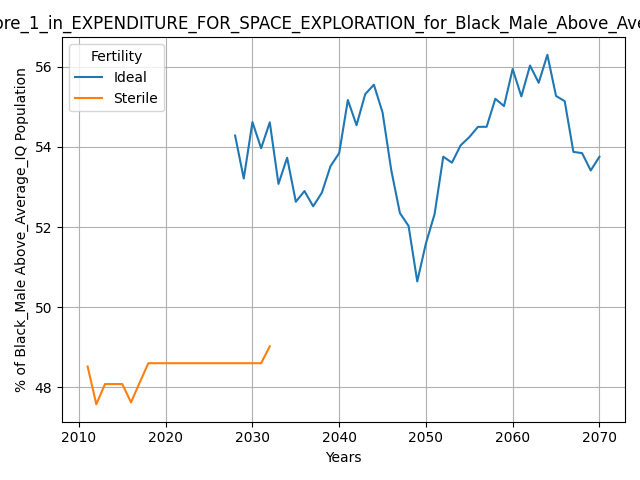 ore_1_in_EXPENDITURE_FOR_SPACE_EXPLORATION_for_Black_Male_Above_Ave
Fertility
Ideal
Sterile
% of Black_Male Above_Average_IQ Population
56
54
52
50
48
2010 2020 2030 2040 2050 2060 2070
Years